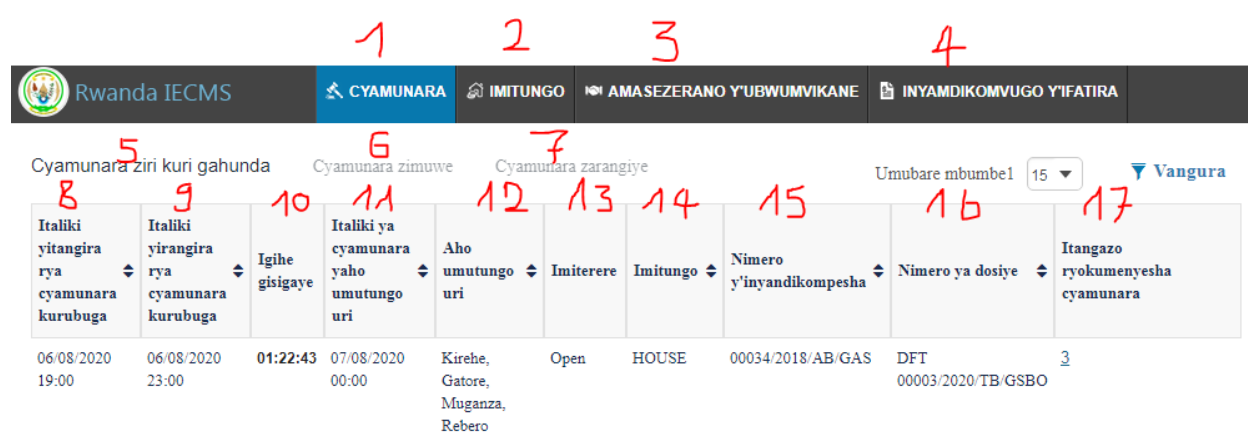 1 2 3 4
Rwanda IECMS CYAMUNARA IMITUNGO AMASEZERANO Y'UBWUMVIKANE INYAMDIKOMVUGO Y'IFATIRA
5 6 7
Cyamunara ziri kuri gahunda Cyamunara zimuwe Cyamunara zarangiye Umubare mbumbe1 15 Vangura
8 9 10 11 12 13 14 15 16 17
Italiki yitangira rya cyamunara kurubuga
Italiki yirangira rya cyamunara kurubuga
Igihe gisigaye
Italiki ya cyamunara yaho umutungo uri
Aho umutungo uri
Imiterere
Imitungo
Nimero y'inyandikompesha
Nimero ya dosiye
Itangazo ryokumenyesha cyamunara
06/08/2020 19:00
06/08/2020 23:00
01:22:43
07/08/2020 00:00
Kirehe, Gatore, Muganza, Rebero
Open
HOUSE
00034/2018/AB/GAS
DFT 00003/2020/TB/GSBO
3